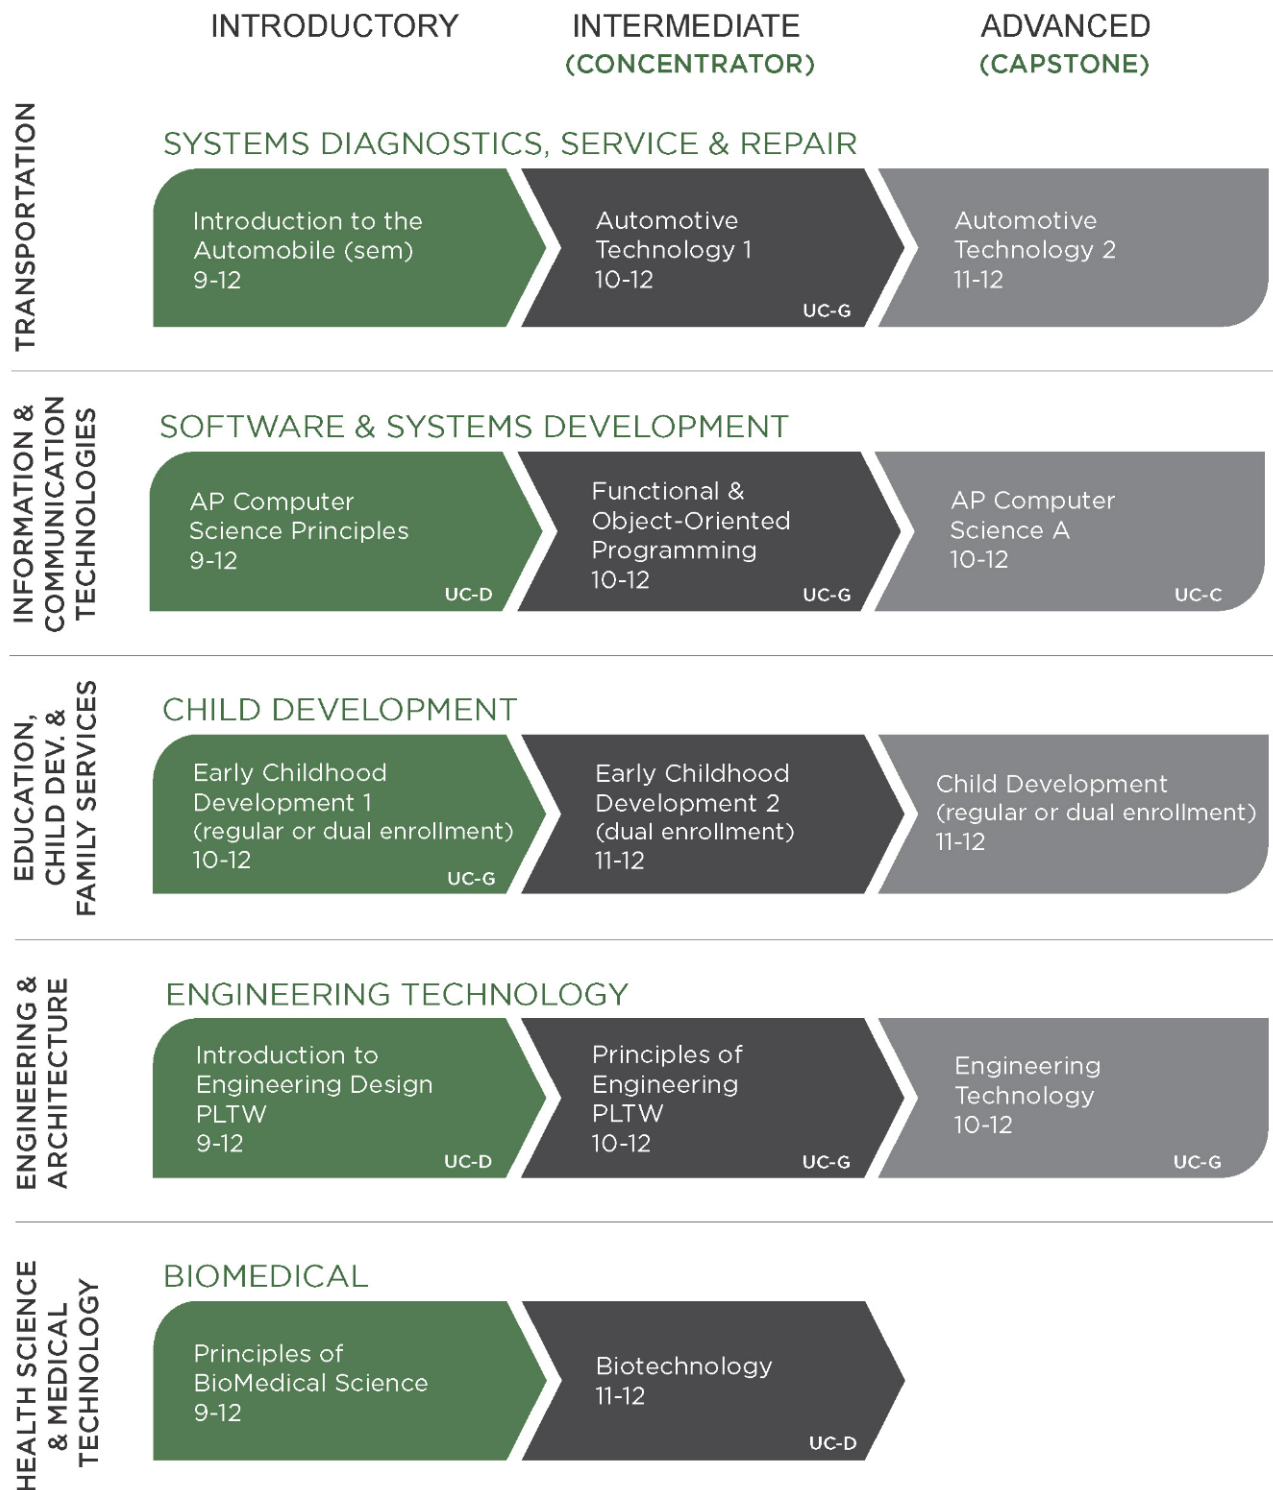 INTRODUCTORY
INTERMEDIATE
(CONCENTRATOR)
ADVANCED
(CAPSTONE)
TRANSPORTATION
SYSTEMS DIAGNOSTICS, SERVICE & REPAIR
Introduction to the
Automobile (sem)
9-12
Automotive
Technology 1
10-12
UC-G
Automotive
Technology 2
11-12
INFORMATION &
COMMUNICATION
TECHNOLOGIES
SOFTWARE & SYSTEMS DEVELOPMENT
AP Computer
Science Principles
9-12
UC-D
Functional &
Object-Oriented
Programming
10-12
UC-G
AP Computer
Science A
10-12
UC-C
EDUCATION,
CHILD DEV. &
FAMILY SERVICES
CHILD DEVELOPMENT
Early Childhood
Development 1
(regular or dual enrollment)
10-12
UC-G
Early Childhood
Development 2
(dual enrollment)
11-12
Child Development
(regular or dual enrollment)
11-12
ENGINEERING &
ARCHITECTURE
ENGINEERING TECHNOLOGY
Introduction to
Engineering Design
PLTW
9-12
UC-D
Principles of
Engineering
PLTW
10-12
UC-G
Engineering
Technology
10-12
UC-G
HEALTH SCIENCE
& MEDICAL
TECHNOLOGY
BIOMEDICAL
Principles of
BioMedical Science
9-12
Biotechnology
11-12
UC-D